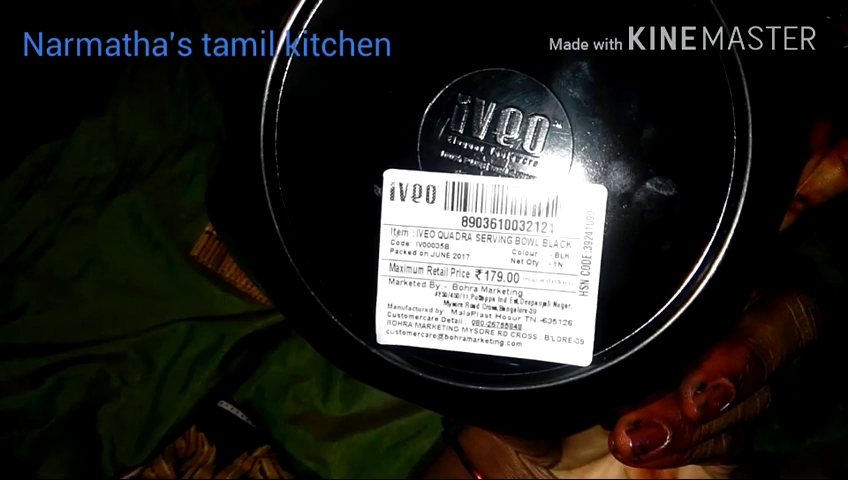 Narmatha's tamil kitchen
Made with KINEMASTER
iveo
Elegant
iveo
8903610032121
Item : IVEO QUADRA SERVING BOWL BLACK
Code: IV00035B Colour - BLK
Packed on JUNE 2017 Net Qty - 1N
Maximum Retail Price ₹179.00
Marketed By:- Bohra Marketing
Mysore Road Cross, Bangalore-39
Manufactured by: MalaPlast Hosur TN -635126
Customercare Detail : 080-26755848
BOHRA MARKETING MYSORE RD CROSS , B'LORE-39
customercare@bohramarketing.com
HSN CODE:39241090